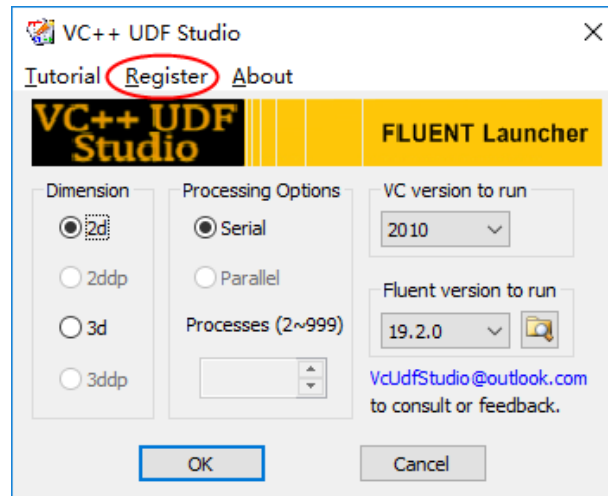 VC++ UDF Studio
Tutorial Register About
VC++ UDF
Studio
FLUENT Launcher
Dimension
2d
2ddp
3d
3ddp
Processing Options
Serial
Parallel
Processes (2~999)
VC version to run
2010
Fluent version to run
19.2.0
VcUdfStudio@outlook.com
to consult or feedback.
OK
Cancel